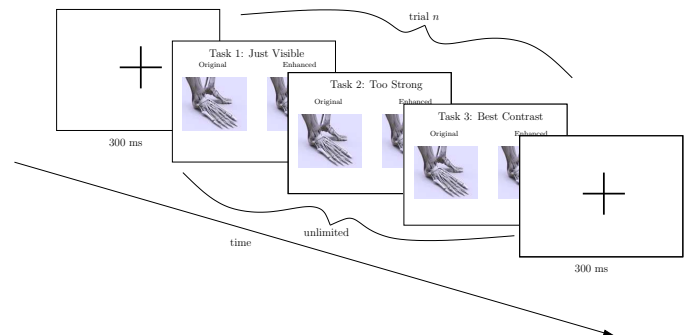 trial n
Task 1: Just Visible
Original Enhanced
Task 2: Too Strong
Original Enhanced
Task 3: Best Contrast
Original Enhanced
300 ms
unlimited
time
300 ms